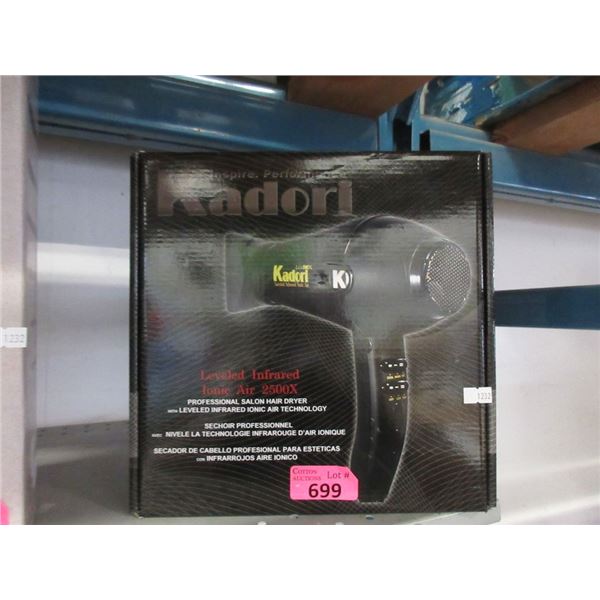 Inspire. Perform
Kadori
Kadori
K
Leveled Infrared
Ionic Air 2500X
PROFESSIONAL SALON HAIR DRYER
WITH LEVELED INFRARED IONIC AIR TECHNOLOGY
SECHOIR PROFESSIONNEL
AVEC NIVELE LA TECHNOLOGIE INFRAROUGE D'AIR IONIQUE
SECADOR DE CABELLO PROFESIONAL PARA ESTETICAS
CON INFRARROJOS AIRE IONICO
1232
1232
COTTON AUCTIONS Lot #
699